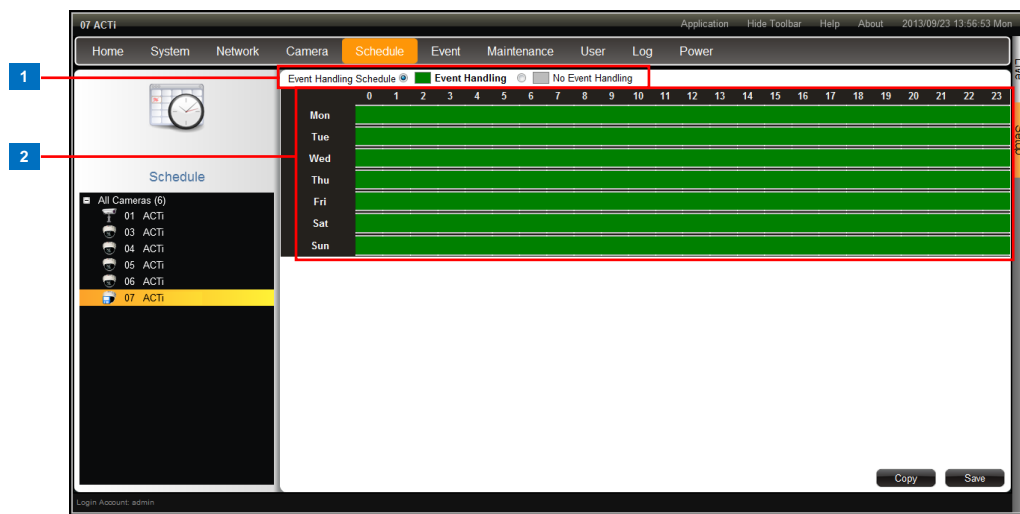 07 ACTi
Application Hide Toolbar Help About 2013/09/23 13:56:53 Mon
Home System Network Camera Schedule Event Maintenance User Log Power
Live
Setup
1
Event Handling Schedule Event Handling No Event Handling
0 1 2 3 4 5 6 7 8 9 10 11 12 13 14 15 16 17 18 19 20 21 22 23
Mon
Tue
2
Wed
Thu
Fri
Sat
Sun
Schedule
All Cameras (6)
01 ACTi
03 ACTi
04 ACTi
05 ACTi
06 ACTi
07 ACTi
Copy Save
Login Account: admin